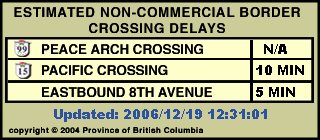 ESTIMATED NON-COMMERCIAL BORDER
CROSSING DELAYS
99 PEACE ARCH CROSSING N/A
15 PACIFIC CROSSING 10 MIN
EASTBOUND 8TH AVENUE 5 MIN
Updated: 2006/12/19 12:31:01
copyright © 2004 Province of British Columbia